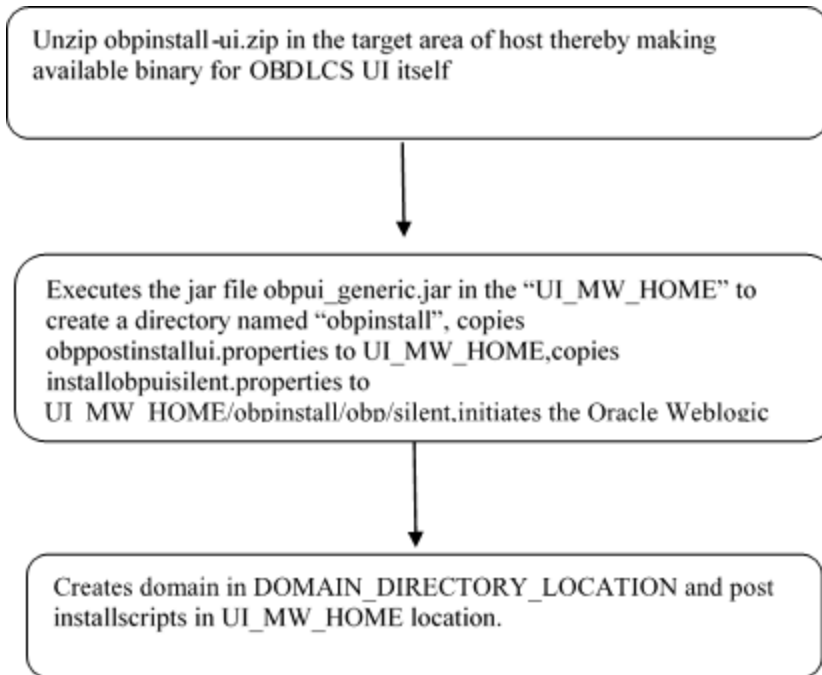 Unzip obpinstall-ui.zip in the target area of host thereby making
available binary for OBDLCS UI itself
Executes the jar file obpui_generic.jar in the “UI_MW_HOME” to
create a directory named “obpinstall”, copies
obppostinstallui.properties to UI_MW_HOME,copies
installobpuisilent.properties to
UI_MW_HOME/obpinstall/obp/silent,initiates the Oracle Weblogic
Creates domain in DOMAIN_DIRECTORY_LOCATION and post
installscripts in UI_MW_HOME location.